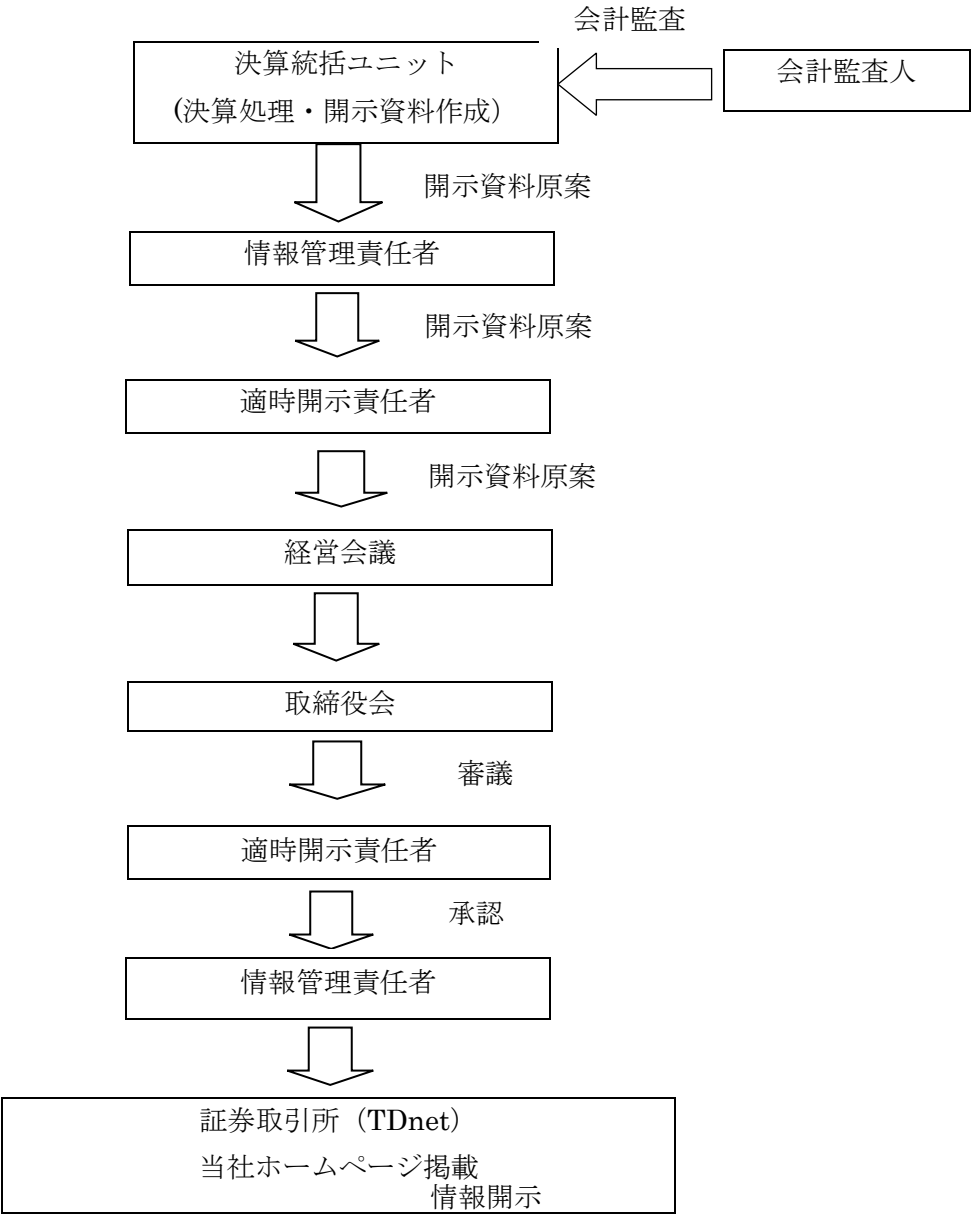 会計監査
決算統括ユニット
(決算処理・開示資料作成）
会計監査人
開示資料原案
情報管理責任者
開示資料原案
適時開示責任者
開示資料原案
経営会議
取締役会
審議
適時開示責任者
承認
情報管理責任者
証券取引所（TDnet）
当社ホームページ掲載
情報開示